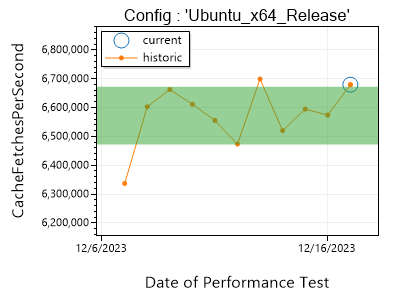 Config : 'Ubuntu_x64_Release'
current
historic
6,800,000
6,700,000
6,600,000
6,500,000
6,400,000
6,300,000
6,200,000
CacheFetchesPerSecond
12/6/2023
12/16/2023
Date of Performance Test